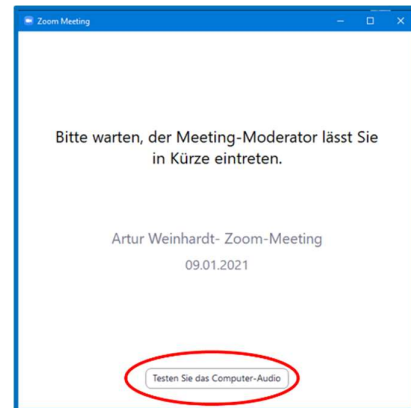 Zoom Meeting
Bitte warten, der Meeting-Moderator lässt Sie
in Kürze eintreten.
Artur Weinhardt- Zoom-Meeting
09.01.2021
Testen Sie das Computer-Audio